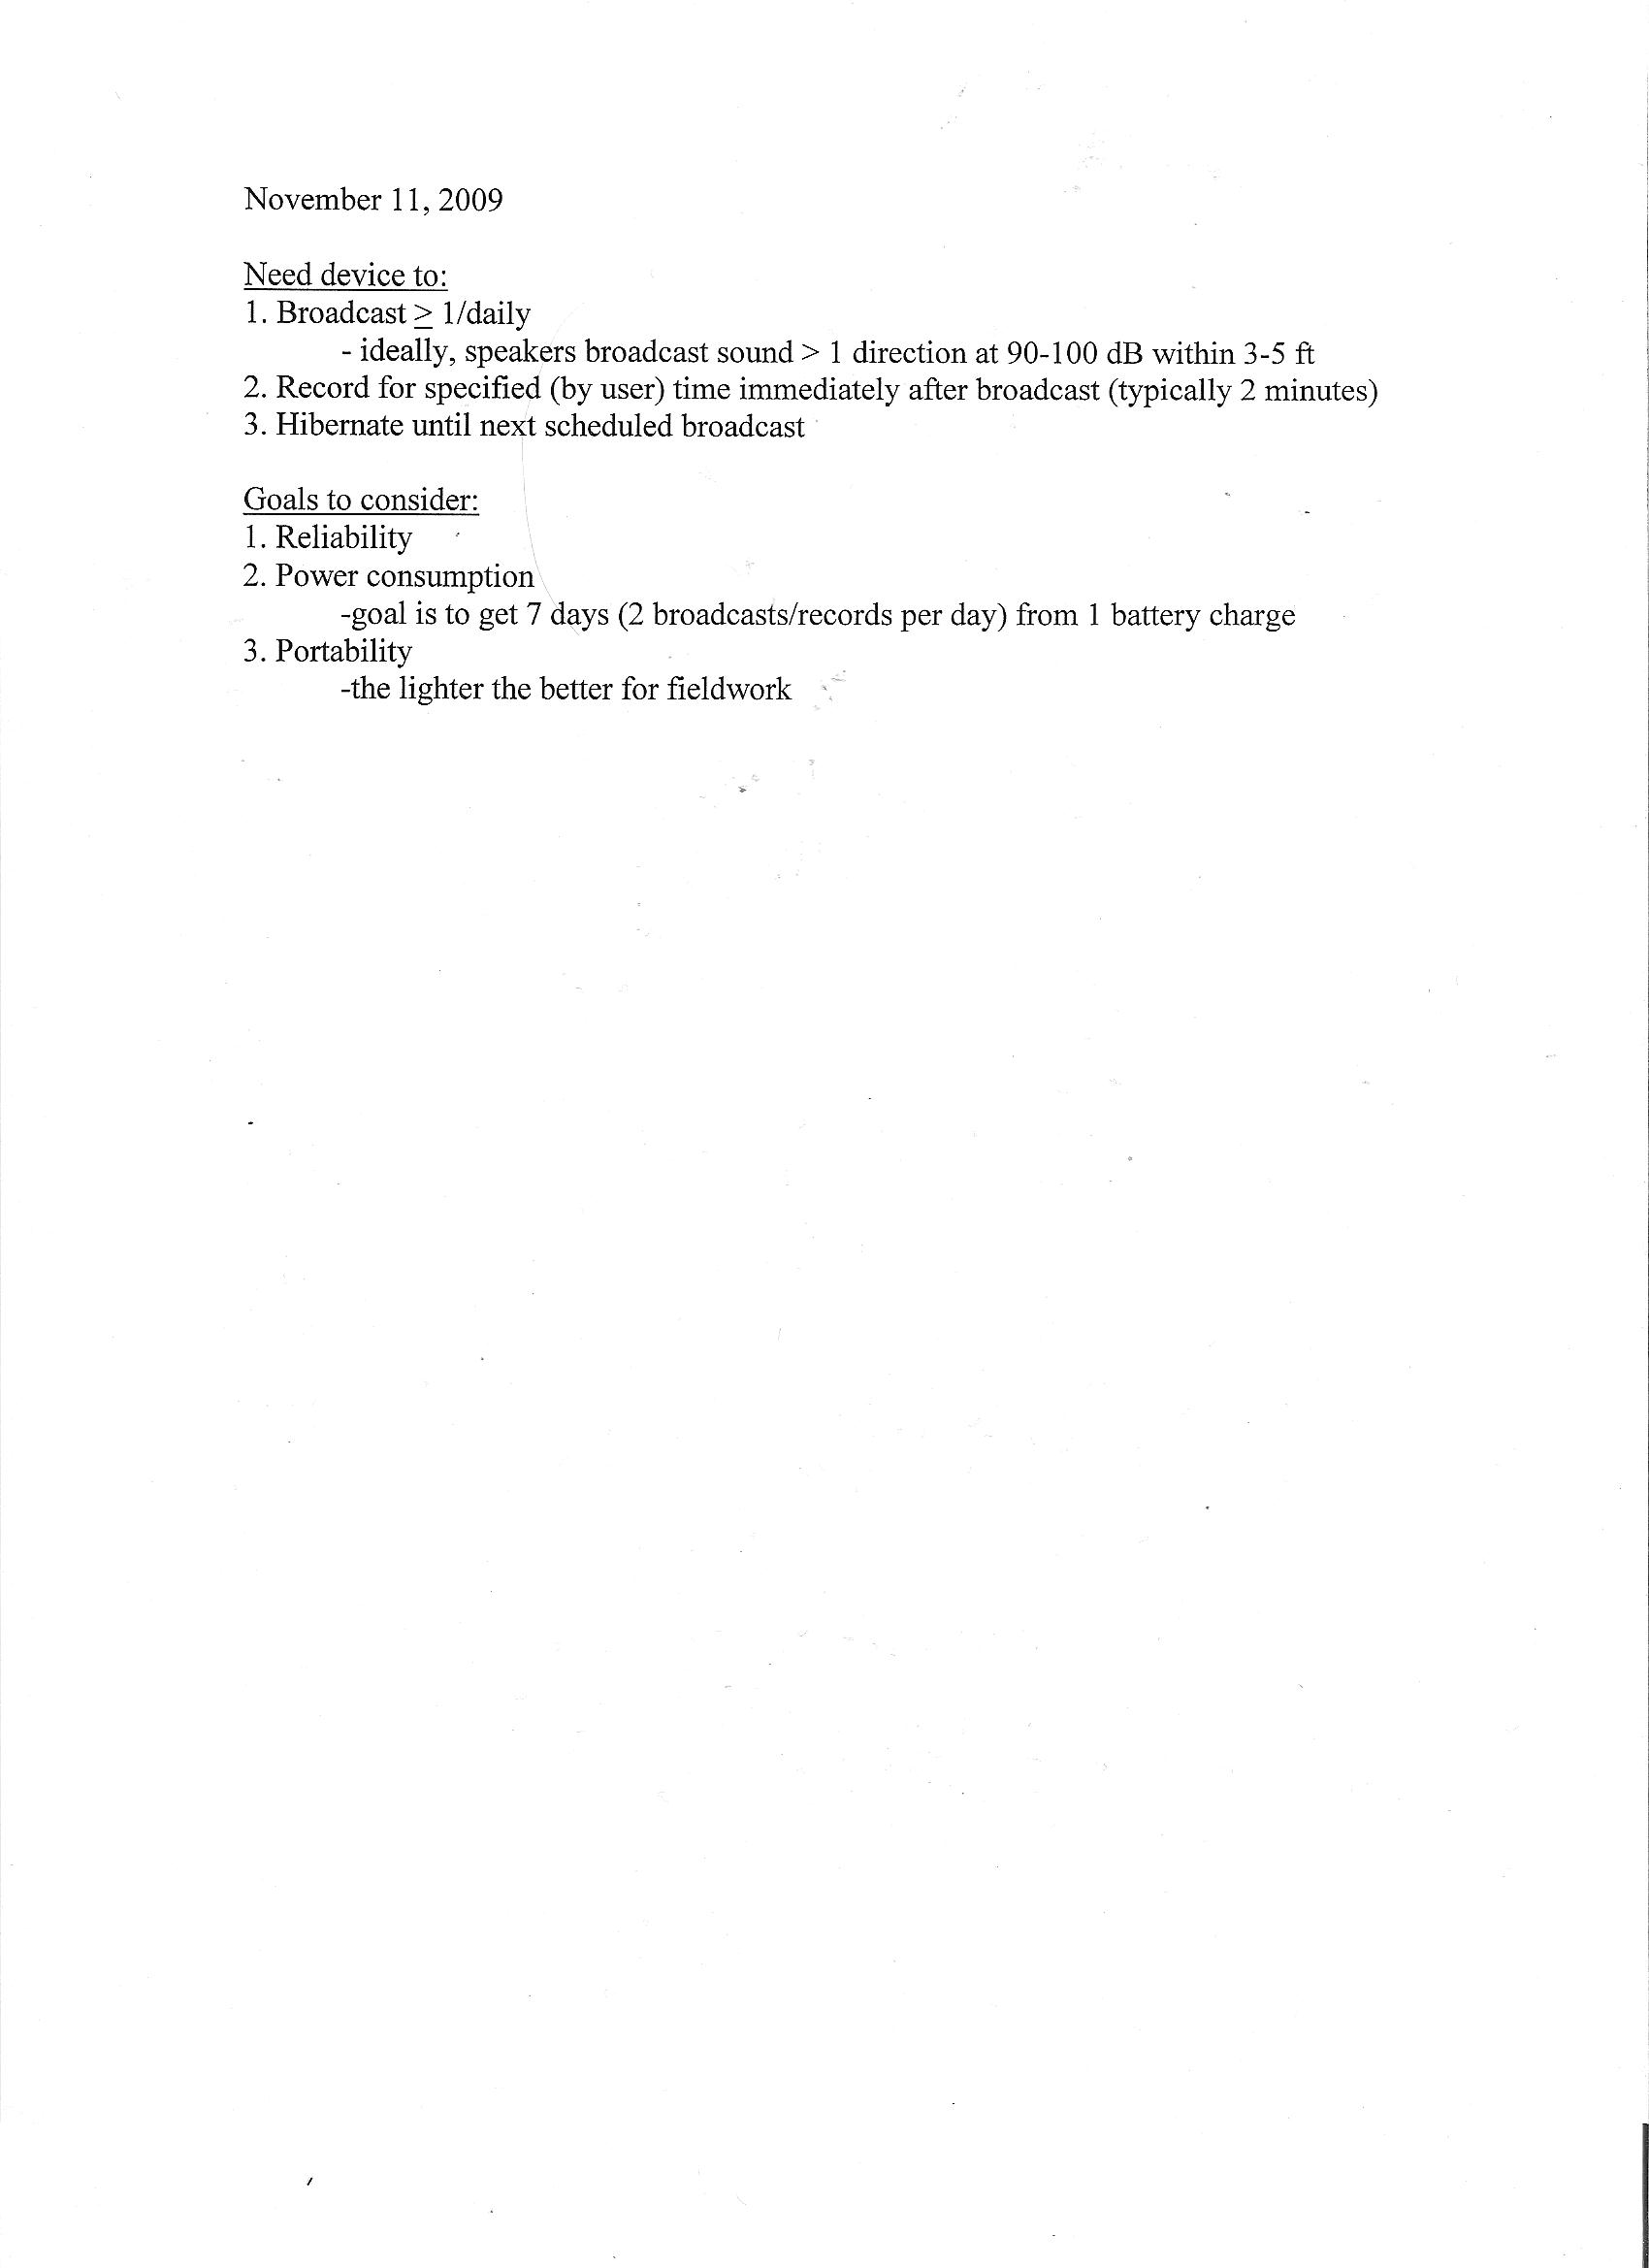 November 11, 2009
Need device to:
1. Broadcast ≥ 1/daily
- ideally, speakers broadcast sound > 1 direction at 90-100 dB within 3-5 ft
2. Record for specified (by user) time immediately after broadcast (typically 2 minutes)
3. Hibernate until next scheduled broadcast
Goals to consider:
1. Reliability
2. Power consumption
-goal is to get 7 days (2 broadcasts/records per day) from 1 battery charge
3. Portability
-the lighter the better for fieldwork